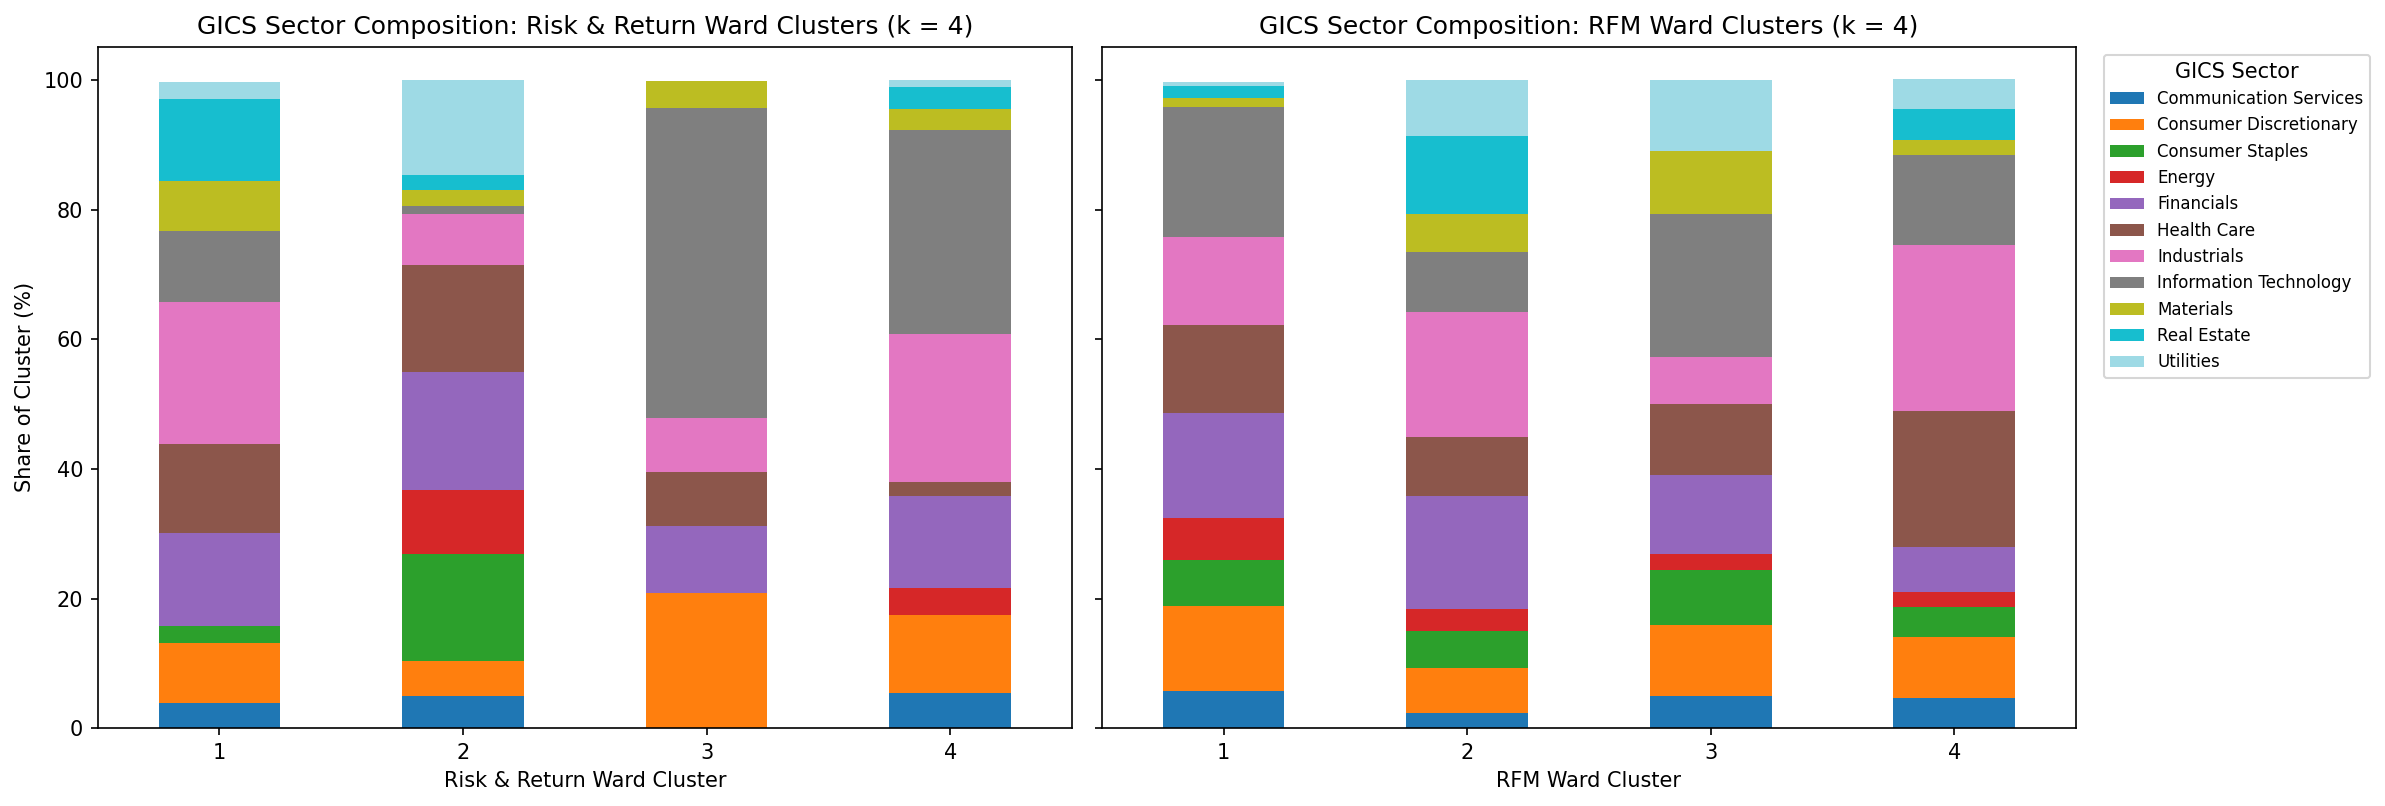 GICS Sector Composition: Risk & Return Ward Clusters (k = 4)
100
80
60
40
20
0
Share of Cluster (%)
1 2 3 4
Risk & Return Ward Cluster
GICS Sector Composition: RFM Ward Clusters (k = 4)
1 2 3 4
RFM Ward Cluster
GICS Sector
Communication Services
Consumer Discretionary
Consumer Staples
Energy
Financials
Health Care
Industrials
Information Technology
Materials
Real Estate
Utilities